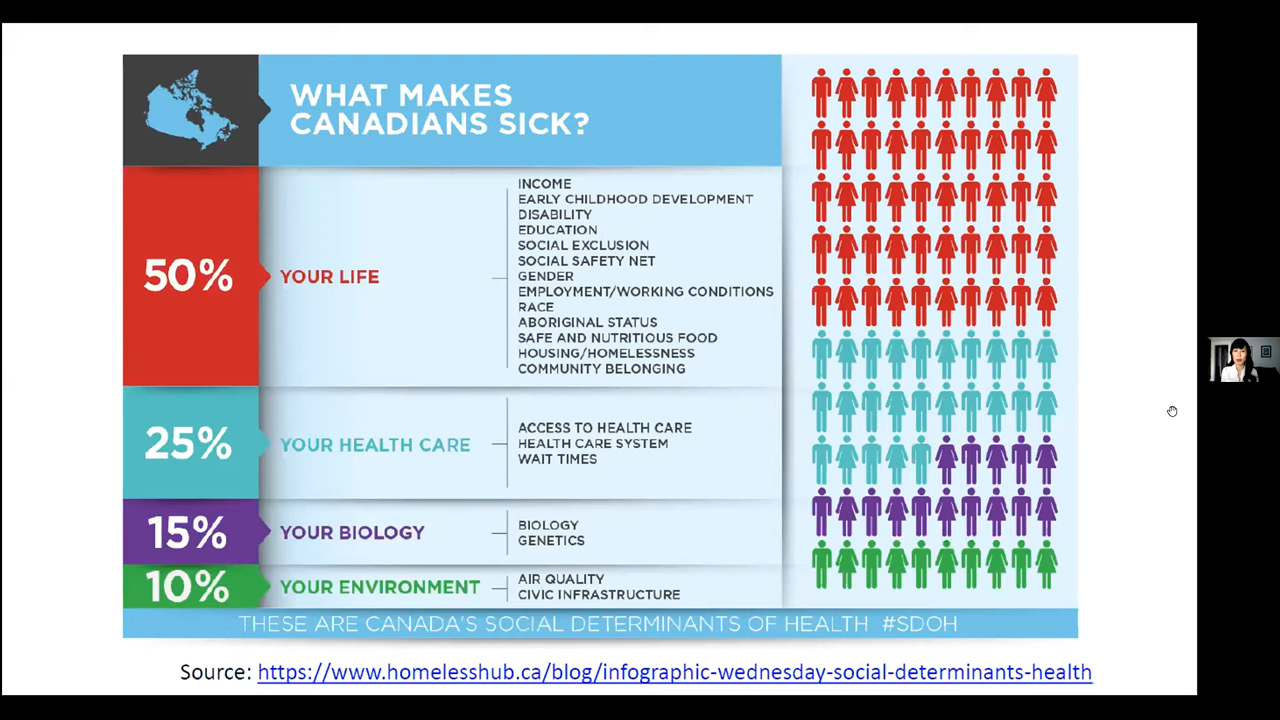 WHAT MAKES
CANADIANS SICK?
50%
YOUR LIFE
INCOME
EARLY CHILDHOOD DEVELOPMENT
DISABILITY
EDUCATION
SOCIAL EXCLUSION
SOCIAL SAFETY NET
GENDER
EMPLOYMENT/WORKING CONDITIONS
RACE
ABORIGINAL STATUS
SAFE AND NUTRITIOUS FOOD
HOUSING/HOMELESSNESS
COMMUNITY BELONGING
25%
YOUR HEALTH CARE
ACCESS TO HEALTH CARE
HEALTH CARE SYSTEM
WAIT TIMES
15%
YOUR BIOLOGY
BIOLOGY
GENETICS
10%
YOUR ENVIRONMENT
AIR QUALITY
CIVIC INFRASTRUCTURE
THESE ARE CANADA'S SOCIAL DETERMINANTS OF HEALTH #SDOH
Source: https://www.homelesshub.ca/blog/infographic-wednesday-social-determinants-health